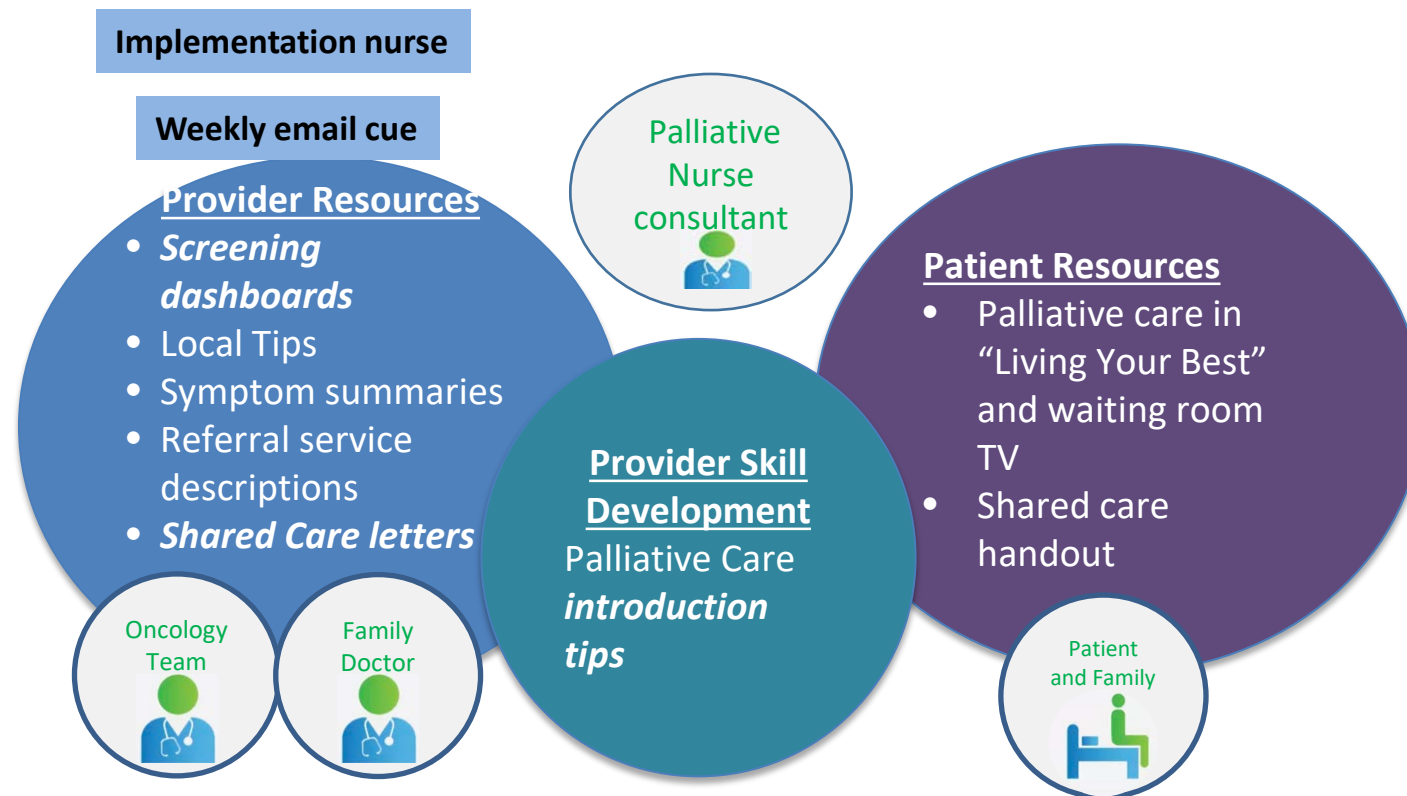 Implementation nurse
Weekly email cue
Provider Resources
• Screening
dashboards
• Local Tips
• Symptom summaries
• Referral service
descriptions
• Shared Care letters
Oncology
Team
Family
Doctor
Palliative
Nurse
consultant
Provider Skill
Development
Palliative Care
introduction
tips
Patient Resources
• Palliative care in
“Living Your Best”
and waiting room
TV
• Shared care
handout
Patient
and Family